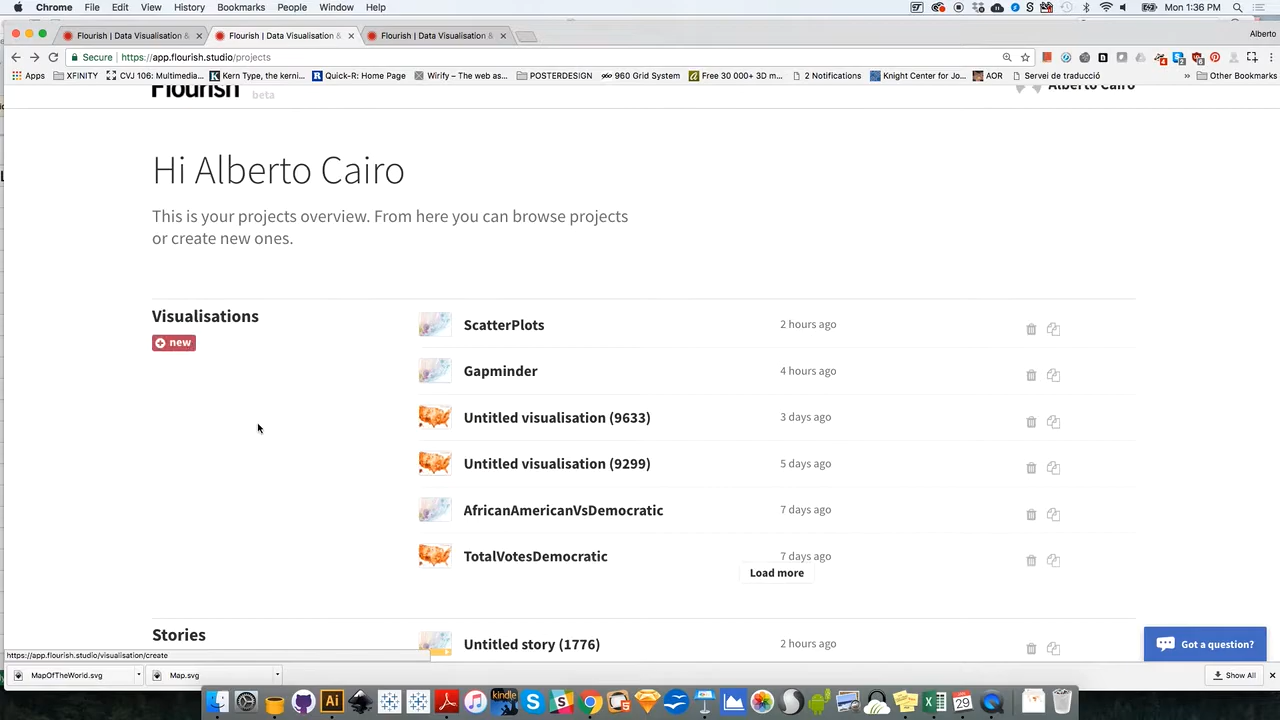 Chrome File Edit View History Bookmarks People Window Help Mon 1:36 PM
Flourish | Data Visualisation & Flourish | Data Visualisation & Flourish | Data Visualisation & Alberto
Secure https://app.flourish.studio/projects
Apps XFINITY CVJ 106: Multimedia... Kern Type, the kerni... Quick-R: Home Page Wirify – The web as... POSTERDESIGN 960 Grid System Free 30 000+ 3D m... 2 Notifications Knight Center for Jo... AOR Servei de traducció » Other Bookmarks
Flourish beta Alberto Cairo
Hi Alberto Cairo
This is your projects overview. From here you can browse projects
or create new ones.
Visualisations
new
ScatterPlots 2 hours ago
Gapminder 4 hours ago
Untitled visualisation (9633) 3 days ago
Untitled visualisation (9299) 5 days ago
AfricanAmericanVsDemocratic 7 days ago
TotalVotesDemocratic 7 days ago
Load more
Stories
Untitled story (1776) 2 hours ago
Got a question?
https://app.flourish.studio/visualisation/create
MapOfTheWorld.svg Map.svg Show All
Ai kindle 29